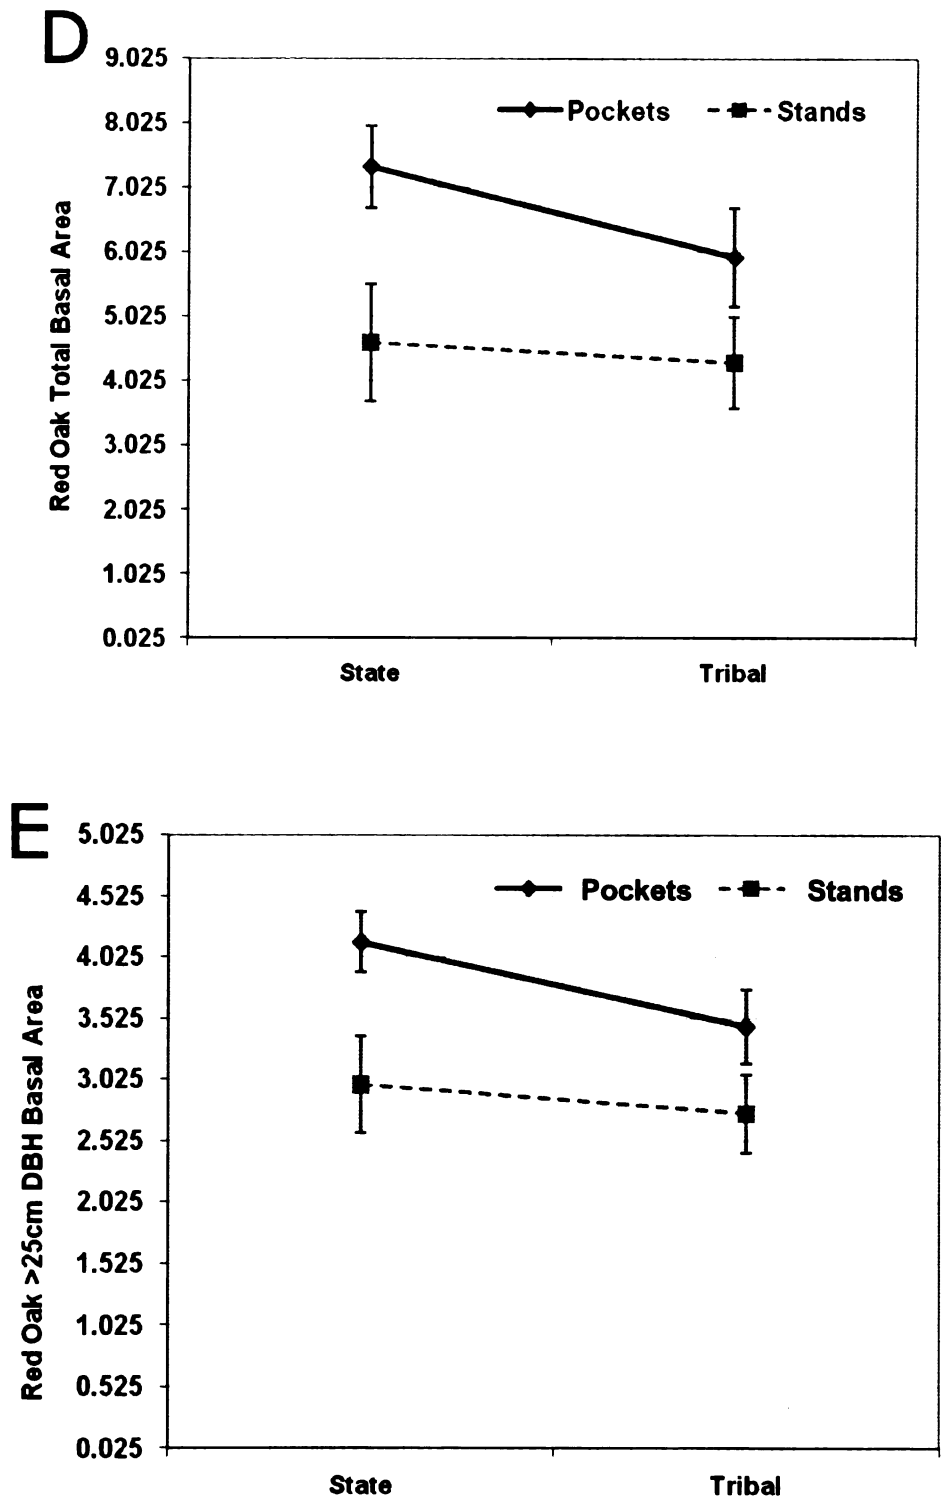 D
9.025
Pockets Stands
8.025
7.025
6.025
5.025
4.025
3.025
2.025
1.025
0.025
Red Oak Total Basal Area
State Tribal
E
5.025
Pockets Stands
4.525
4.025
3.525
3.025
2.525
2.025
1.525
1.025
0.525
0.025
Red Oak >25cm DBH Basal Area
State Tribal